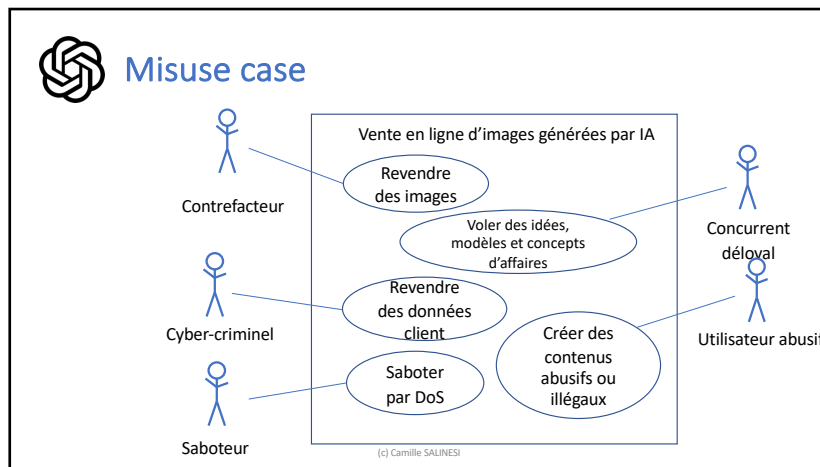 Misuse case
Vente en ligne d'images générées par IA
Revendre
des images
Contrefacteur
Voler des idées,
modèles et concepts
d'affaires
Concurrent
déloyal
Revendre
des données
client
Cyber-criminel
Créer des
contenus
abusifs ou
illégaux
Utilisateur abusif
Saboter
par DoS
Saboteur
(c) Camille SALINESI